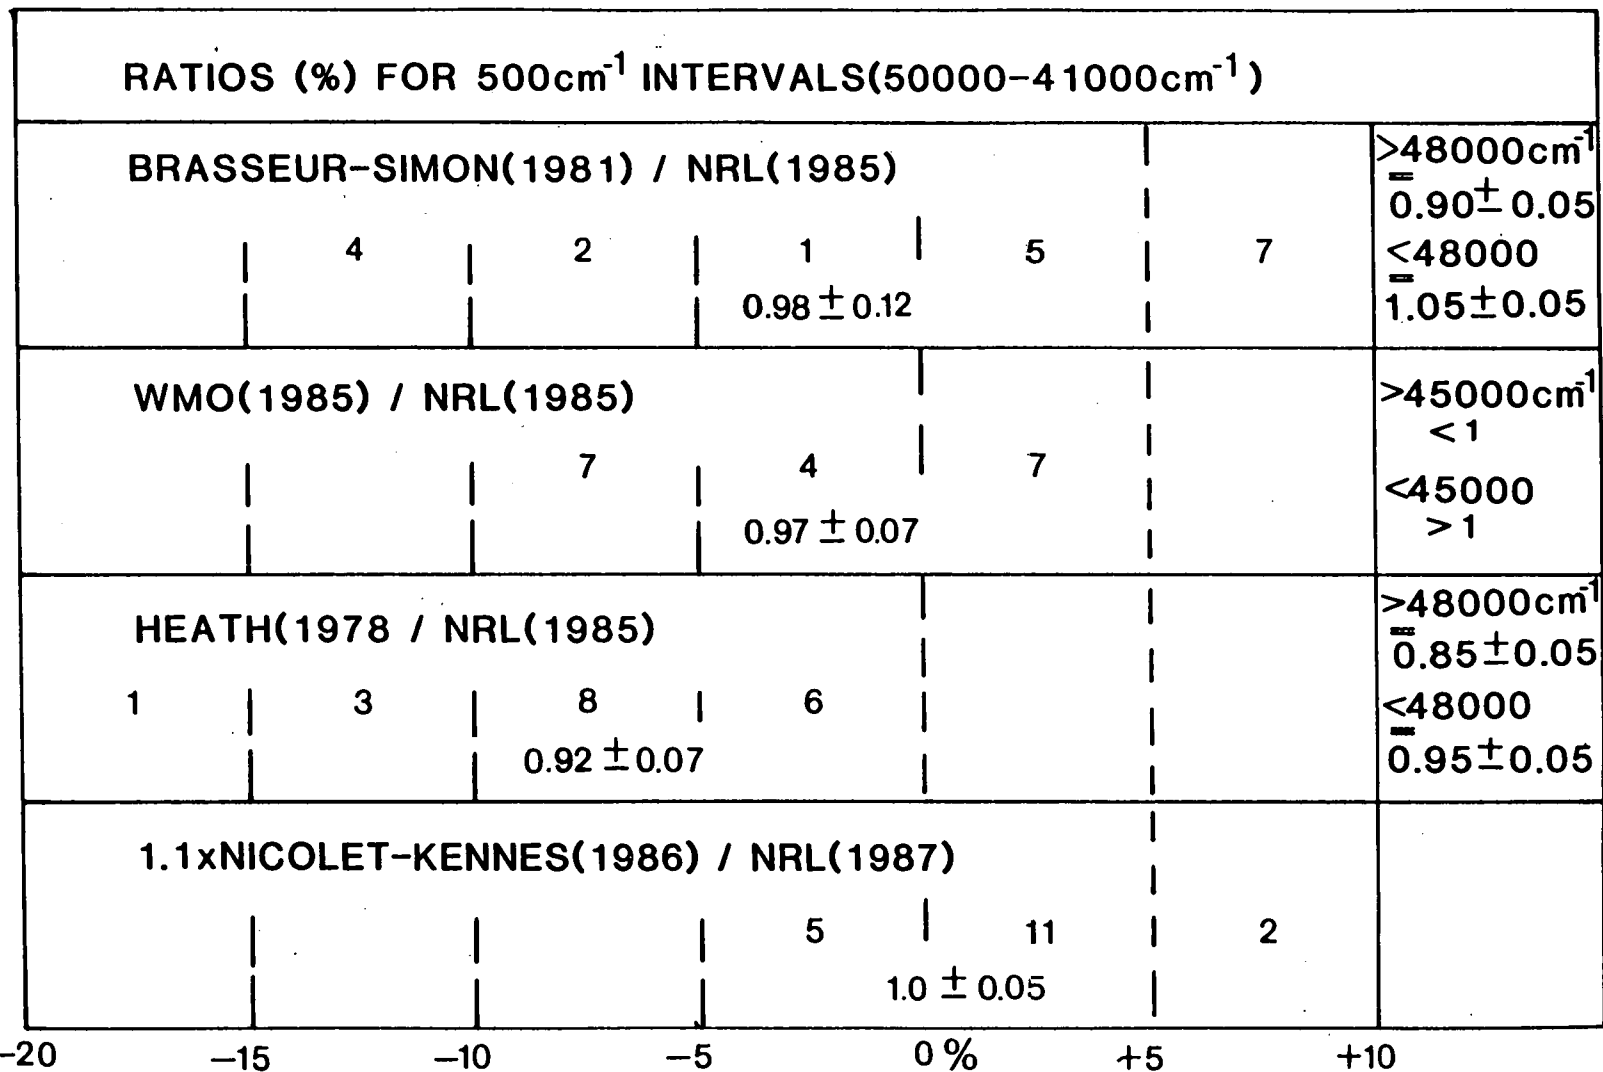 RATIOS (%) FOR 500cm⁻¹ INTERVALS(50000-41000cm⁻¹)
BRASSEUR-SIMON(1981) / NRL(1985)
4 2 1 5 7
0.98 ± 0.12
≧48000cm⁻¹
0.90± 0.05
≦48000
1.05±0.05
WMO(1985) / NRL(1985)
7 4 7
0.97 ± 0.07
>45000cm⁻¹
< 1
<45000
> 1
HEATH(1978 / NRL(1985)
1 3 8 6
0.92 ±0.07
≧48000cm⁻¹
0.85±0.05
≦48000
0.95±0.05
1.1xNICOLET-KENNES(1986) / NRL(1987)
5 11 2
1.0 ± 0.05
-20 -15 -10 -5 0% +5 +10